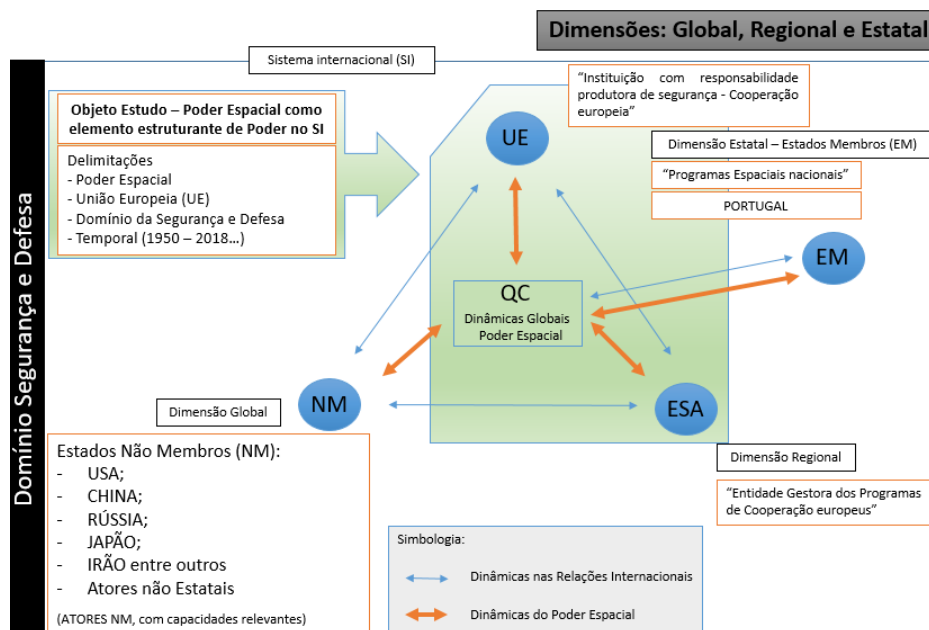 Dimensões: Global, Regional e Estatal
Sistema internacional (SI)
Domínio Segurança e Defesa
Objeto Estudo – Poder Espacial como
elemento estruturante de Poder no SI
Delimitações
- Poder Espacial
- União Europeia (UE)
- Domínio da Segurança e Defesa
- Temporal (1950 – 2018…)
UE
“Instituição com responsabilidade
produtora de segurança - Cooperação
europeia”
Dimensão Estatal – Estados Membros (EM)
“Programas Espaciais nacionais”
PORTUGAL
EM
QC
Dinâmicas Globais
Poder Espacial
NM
ESA
Dimensão Global
Estados Não Membros (NM):
- USA;
- CHINA;
- RÚSSIA;
- JAPÃO;
- IRÃO entre outros
- Atores não Estatais
(ATORES NM, com capacidades relevantes)
Dimensão Regional
“Entidade Gestora dos Programas
de Cooperação europeus”
Simbologia:
Dinâmicas nas Relações Internacionais
Dinâmicas do Poder Espacial